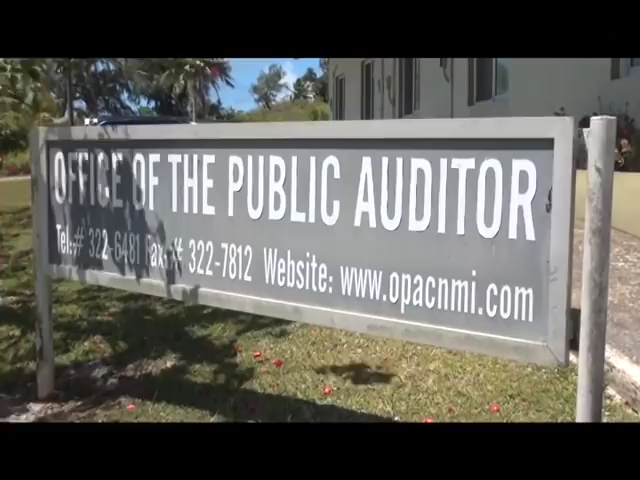 OFFICE OF THE PUBLIC AUDITOR
Tel:# 322-6481 Fax:# 322-7812 Website: www.opacnmi.com